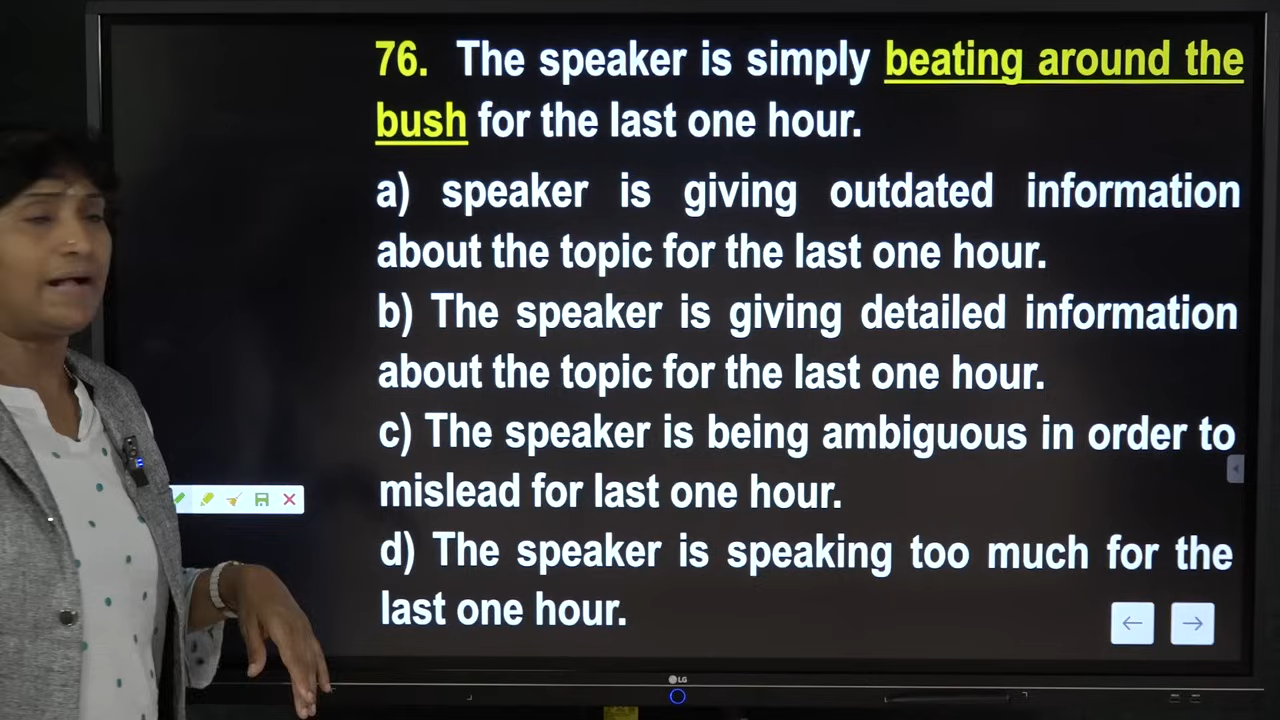 76. The speaker is simply beating around the
bush for the last one hour.
a) speaker is giving outdated information
about the topic for the last one hour.
b) The speaker is giving detailed information
about the topic for the last one hour.
c) The speaker is being ambiguous in order to
mislead for last one hour.
d) The speaker is speaking too much for the
last one hour.
LG